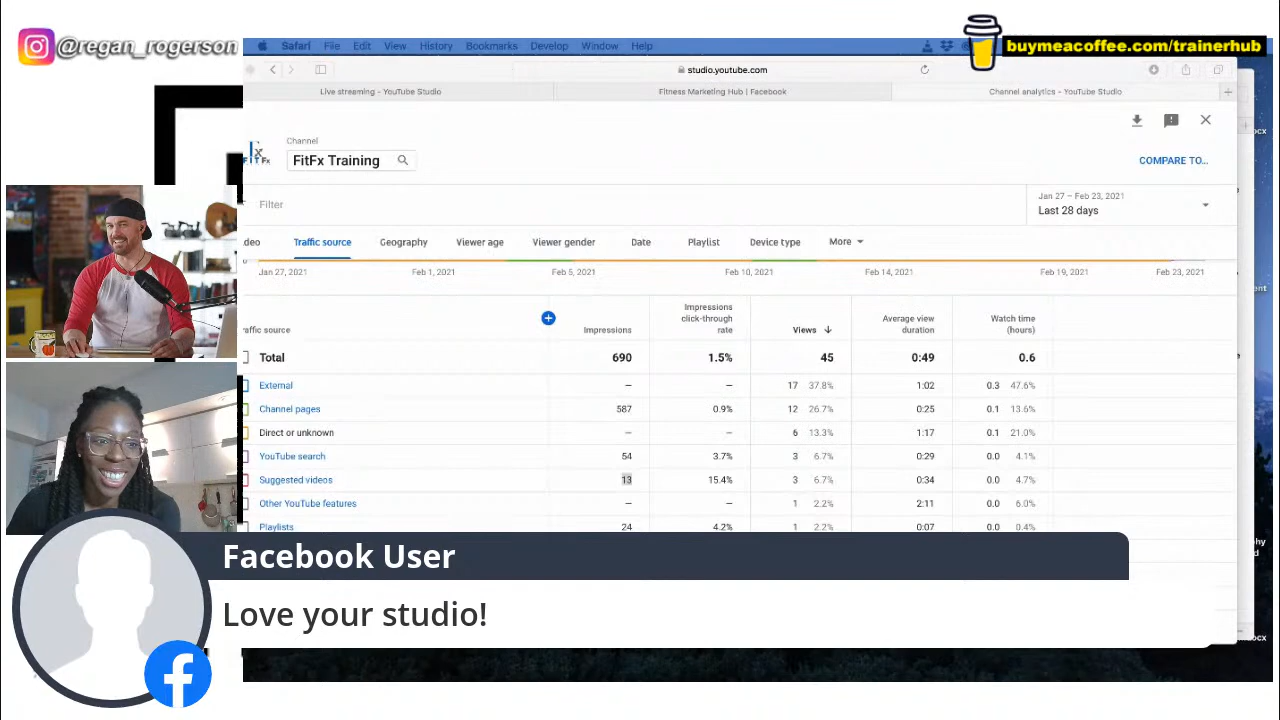 @regan_rogerson
buymeacoffee.com/trainerhub
Safari File Edit View History Bookmarks Develop Window Help
studio.youtube.com
Live streaming - YouTube Studio
Fitness Marketing Hub | Facebook
Channel analytics - YouTube Studio
Channel
FitFx Training
COMPARE TO...
Filter
Jan 27 – Feb 23, 2021
Last 28 days
deo Traffic source Geography Viewer age Viewer gender Date Playlist Device type More
Jan 27, 2021 Feb 1, 2021 Feb 5, 2021 Feb 10, 2021 Feb 14, 2021 Feb 19, 2021 Feb 23, 2021
raffic source Impressions Impressions click-through rate Views Average view duration Watch time (hours)
Total 690 1.5% 45 0:49 0.6
External — — 17 37.8% 1:02 0.3 47.6%
Channel pages 587 0.9% 12 26.7% 0:25 0.1 13.6%
Direct or unknown — — 6 13.3% 1:17 0.1 21.0%
YouTube search 54 3.7% 3 6.7% 0:29 0.0 4.1%
Suggested videos 13 15.4% 3 6.7% 0:34 0.0 4.7%
Other YouTube features — — 1 2.2% 2:11 0.0 6.0%
Playlists 24 4.2% 1 2.2% 0:07 0.0 0.4%
Facebook User
Love your studio!